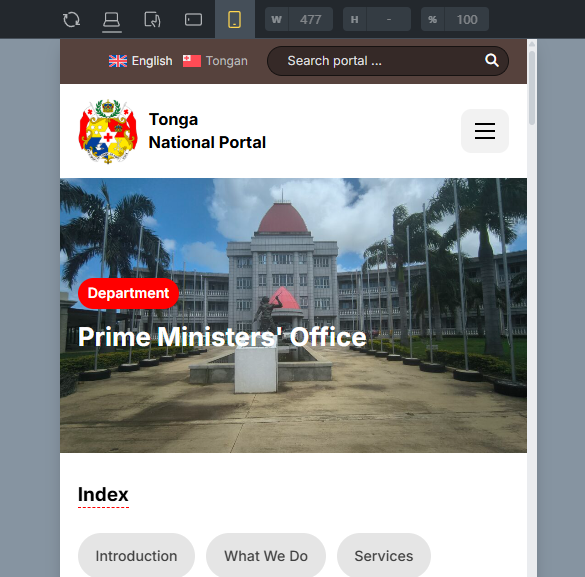 W 477 H - % 100
English Tongan Search portal ...
Tonga
National Portal
Department
Prime Ministers' Office
Index
Introduction What We Do Services